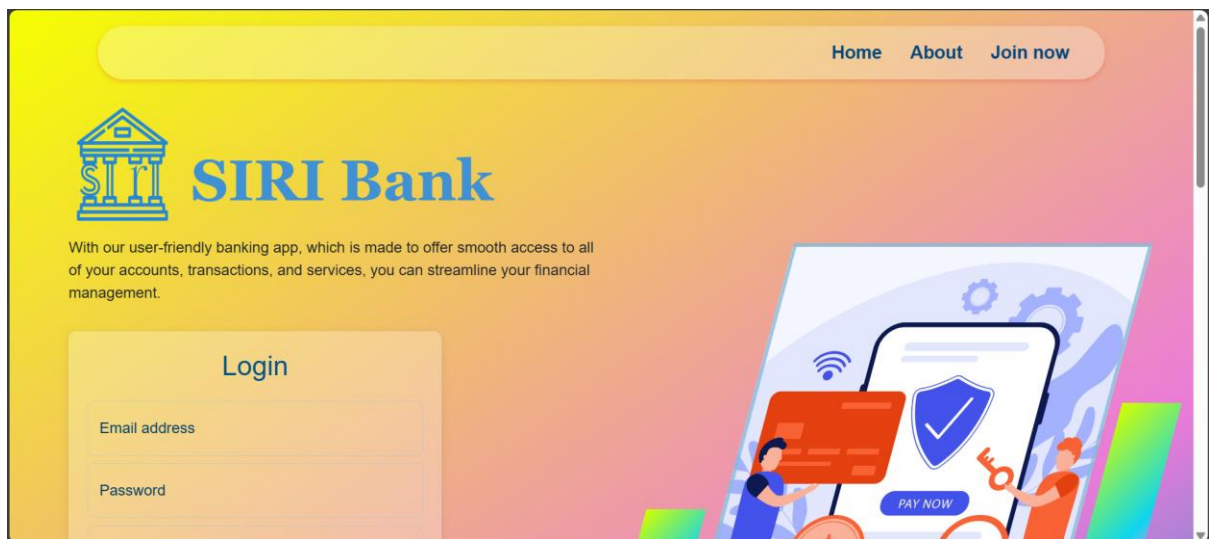 Home About Join now
siri
SIRI Bank
With our user-friendly banking app, which is made to offer smooth access to all
of your accounts, transactions, and services, you can streamline your financial
management.
Login
Email address
Password
PAY NOW